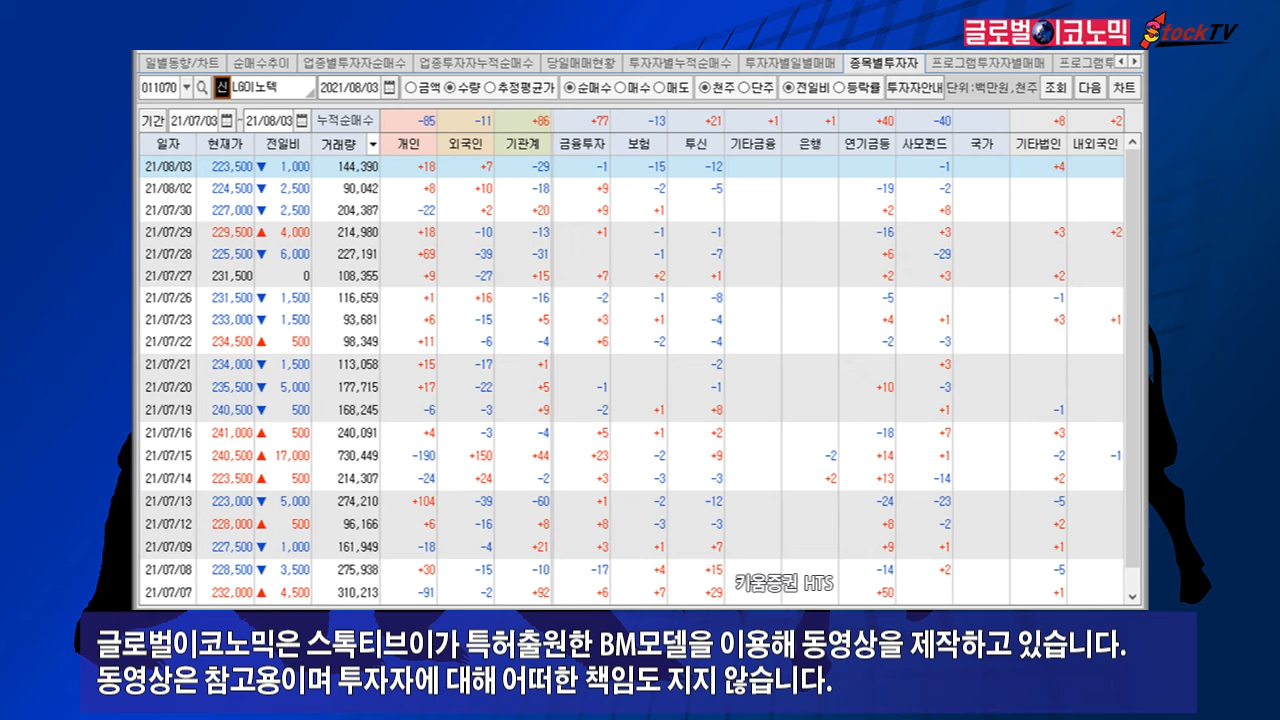 글로벌이코노믹 StockTV
일별동향/차트 순매수추이 업종별투자자순매수 업종투자자누적순매수 당일매매현황 투자자별누적순매수 투자자별일별매매 종목별투자자 프로그램투자자별매매 프로그램투
011070 신 LG이노텍 2021/08/03 금액 수량 추정평균가 순매수 매수 매도 천주 단주 전일비 등락률 투자자안내 단위:백만원,천주 조회 다음 차트
기간 21/07/03 ~ 21/08/03 누적순매수 -85 -11 +86 +77 -13 +21 +1 +1 +40 -40 +8 +2
일자 현재가 전일비 거래량 개인 외국인 기관계 금융투자 보험 투신 기타금융 은행 연기금등 사모펀드 국가 기타법인 내외국인
21/08/03 223,500 ▼ 1,000 144,390 +18 +7 -29 -1 -15 -12 -1 +4
21/08/02 224,500 ▼ 2,500 90,042 +8 +10 -18 +9 -2 -5 -19 -2
21/07/30 227,000 ▼ 2,500 204,387 -22 +2 +20 +9 +1 +2 +8
21/07/29 229,500 ▲ 4,000 214,980 +18 -10 -13 +1 -1 -1 -16 +3 +3 +2
21/07/28 225,500 ▼ 6,000 227,191 +69 -39 -31 -1 -7 +6 -29
21/07/27 231,500 0 108,355 +9 -27 +15 +7 +2 +1 +2 +3 +2
21/07/26 231,500 ▼ 1,500 116,659 +1 +16 -16 -2 -1 -8 -5 -1
21/07/23 233,000 ▼ 1,500 93,681 +6 -15 +5 +3 +1 -4 +4 +1 +3 +1
21/07/22 234,500 ▲ 500 98,349 +11 -6 -4 +6 -2 -4 -2 -3
21/07/21 234,000 ▼ 1,500 113,058 +15 -17 +1 -2 +3
21/07/20 235,500 ▼ 5,000 177,715 +17 -22 +5 -1 -1 +10 -3
21/07/19 240,500 ▼ 500 168,245 -6 -3 +9 -2 +1 +8 +1 -1
21/07/16 241,000 ▲ 500 240,091 +4 -3 -4 +5 +1 +2 -18 +7 +3
21/07/15 240,500 ▲ 17,000 730,449 -190 +150 +44 +23 -2 +9 -2 +14 +1 -2 -1
21/07/14 223,500 ▲ 500 214,307 -24 +24 -2 +3 -3 -3 +2 +13 -14 +2
21/07/13 223,000 ▼ 5,000 274,210 +104 -39 -60 +1 -2 -12 -24 -23 -5
21/07/12 228,000 ▲ 500 96,166 +6 -16 +8 +8 -3 -3 +8 -2 +2
21/07/09 227,500 ▼ 1,000 161,949 -18 -4 +21 +3 +1 +7 +9 +1 +1
21/07/08 228,500 ▼ 3,500 275,938 +30 -15 -10 -17 +4 +15 -14 +2 -5
21/07/07 232,000 ▲ 4,500 310,213 -91 -2 +92 +6 +7 +29 +50 +1
키움증권 HTS
글로벌이코노믹은 스톡티브이가 특허출원한 BM모델을 이용해 동영상을 제작하고 있습니다.
동영상은 참고용이며 투자자에 대해 어떠한 책임도 지지 않습니다.